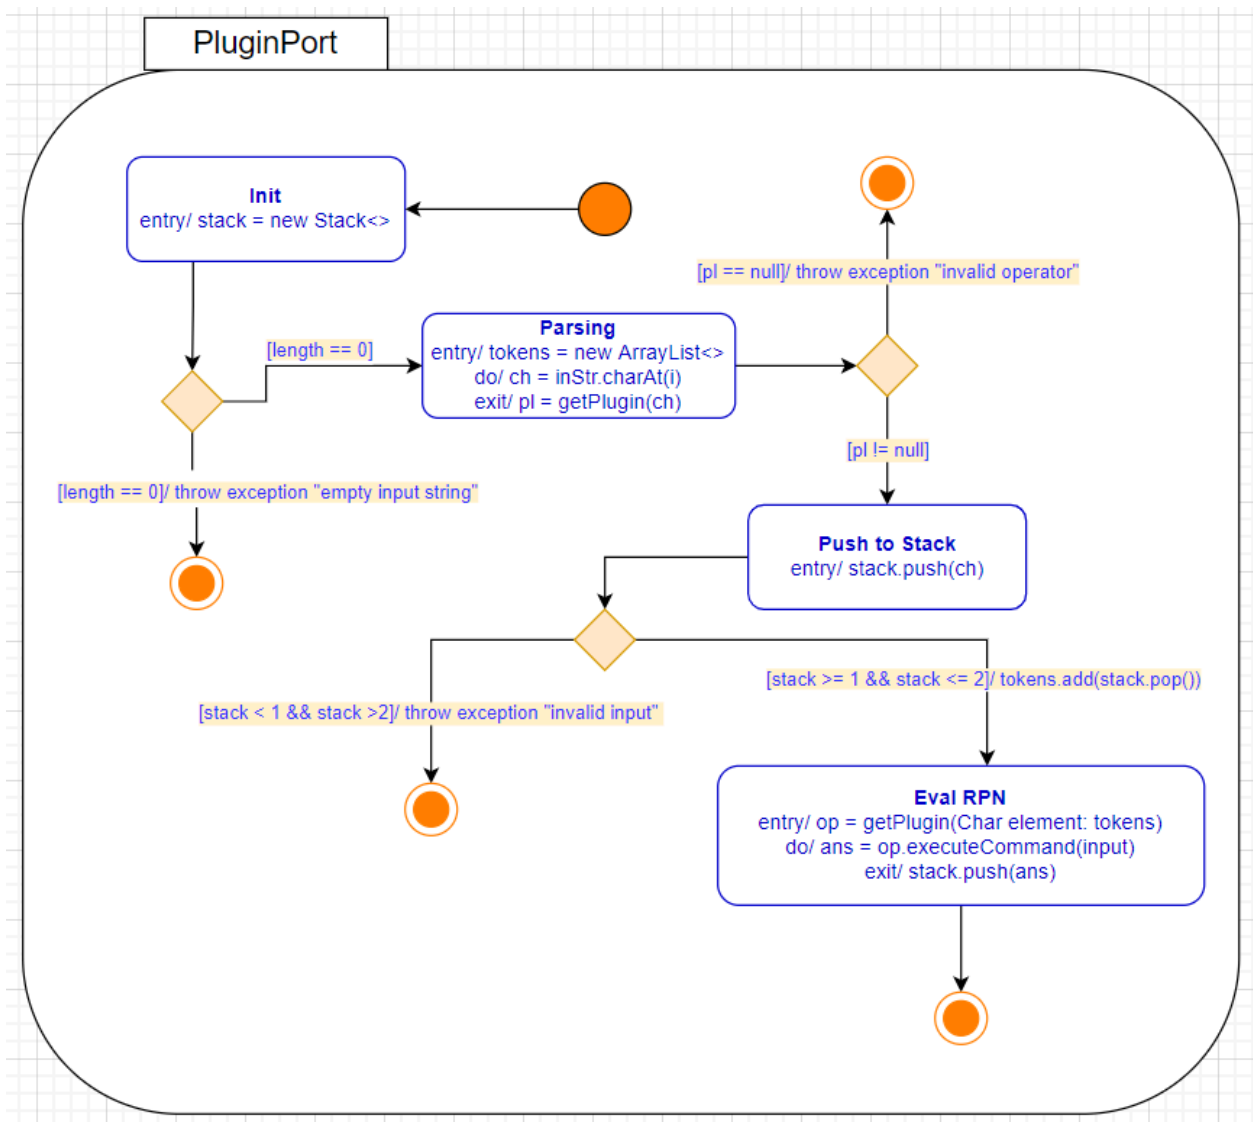 PluginPort
Init
entry/ stack = new Stack<>
[pl == null]/ throw exception "invalid operator"
[length == 0]
Parsing
entry/ tokens = new ArrayList<>
do/ ch = inStr.charAt(i)
exit/ pl = getPlugin(ch)
[pl != null]
[length == 0]/ throw exception "empty input string"
Push to Stack
entry/ stack.push(ch)
[stack >= 1 && stack <= 2]/ tokens.add(stack.pop())
[stack < 1 && stack >2]/ throw exception "invalid input"
Eval RPN
entry/ op = getPlugin(Char element: tokens)
do/ ans = op.executeCommand(input)
exit/ stack.push(ans)